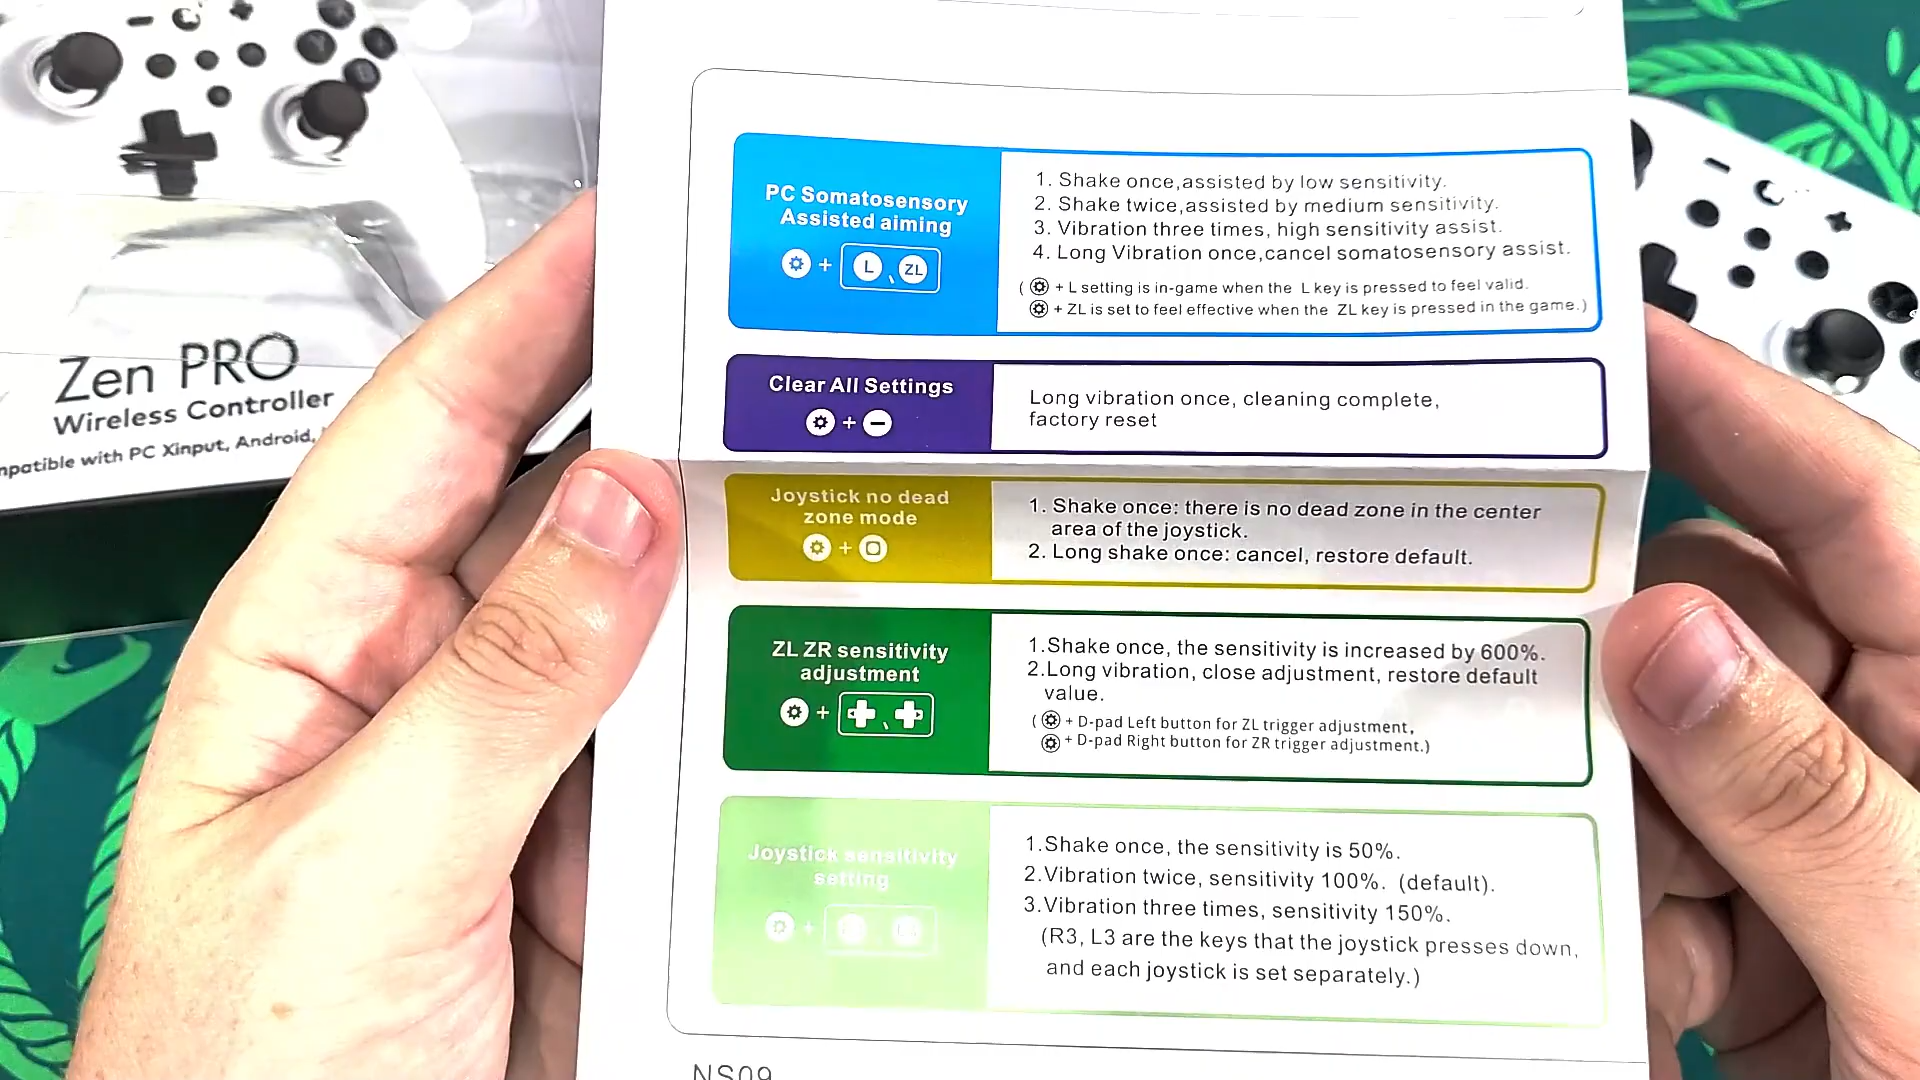 Zen PRO
Wireless Controller
mpatible with PC Xinput, Android,
PC Somatosensory
Assisted aiming
+ L 、 ZL
1. Shake once,assisted by low sensitivity.
2. Shake twice,assisted by medium sensitivity.
3. Vibration three times, high sensitivity assist.
4. Long Vibration once,cancel somatosensory assist.
( + L setting is in-game when the L key is pressed to feel valid.
+ ZL is set to feel effective when the ZL key is pressed in the game.)
Clear All Settings
+ −
Long vibration once, cleaning complete,
factory reset
Joystick no dead
zone mode
+
1. Shake once: there is no dead zone in the center
area of the joystick.
2. Long shake once: cancel, restore default.
ZL ZR sensitivity
adjustment
+ 、
1.Shake once, the sensitivity is increased by 600%.
2.Long vibration, close adjustment, restore default
value.
( + D-pad Left button for ZL trigger adjustment,
+ D-pad Right button for ZR trigger adjustment.)
Joystick sensitivity
setting
+
1.Shake once, the sensitivity is 50%.
2.Vibration twice, sensitivity 100%. (default).
3.Vibration three times, sensitivity 150%.
(R3, L3 are the keys that the joystick presses down,
and each joystick is set separately.)
NS09